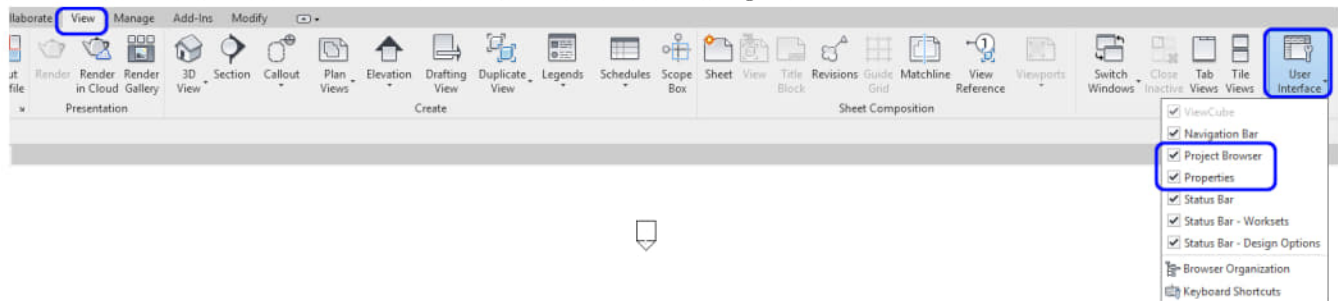 llaborate View Manage Add-Ins Modify
ut Render Render Render 3D Section Callout Plan Elevation Drafting Duplicate Legends Schedules Scope Sheet View Title Revisions Guide Matchline View Viewports Switch Close Tab Tile User
file in Cloud Gallery View Views View View Box Block Grid Reference Windows Inactive Views Views Interface
Presentation Create Sheet Composition
ViewCube
Navigation Bar
Project Browser
Properties
Status Bar
Status Bar - Worksets
Status Bar - Design Options
Browser Organization
Keyboard Shortcuts